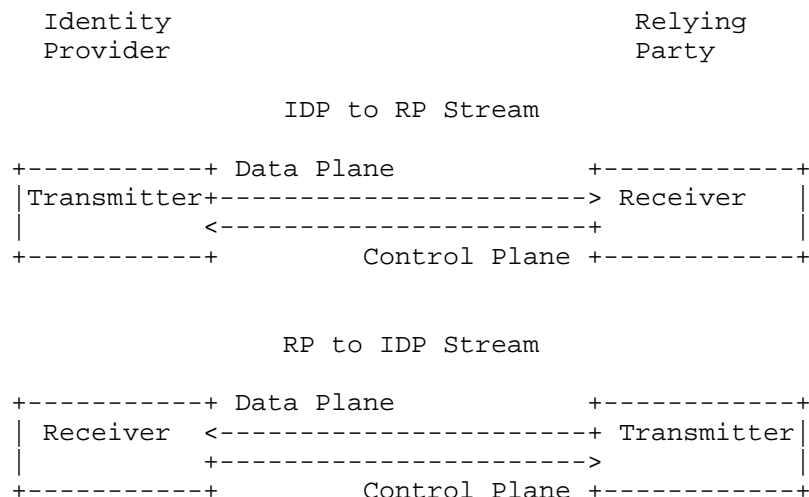 Identity Relying
Provider Party
IDP to RP Stream
Data Plane
Transmitter Receiver
Control Plane
RP to IDP Stream
Data Plane
Receiver Transmitter
Control Plane